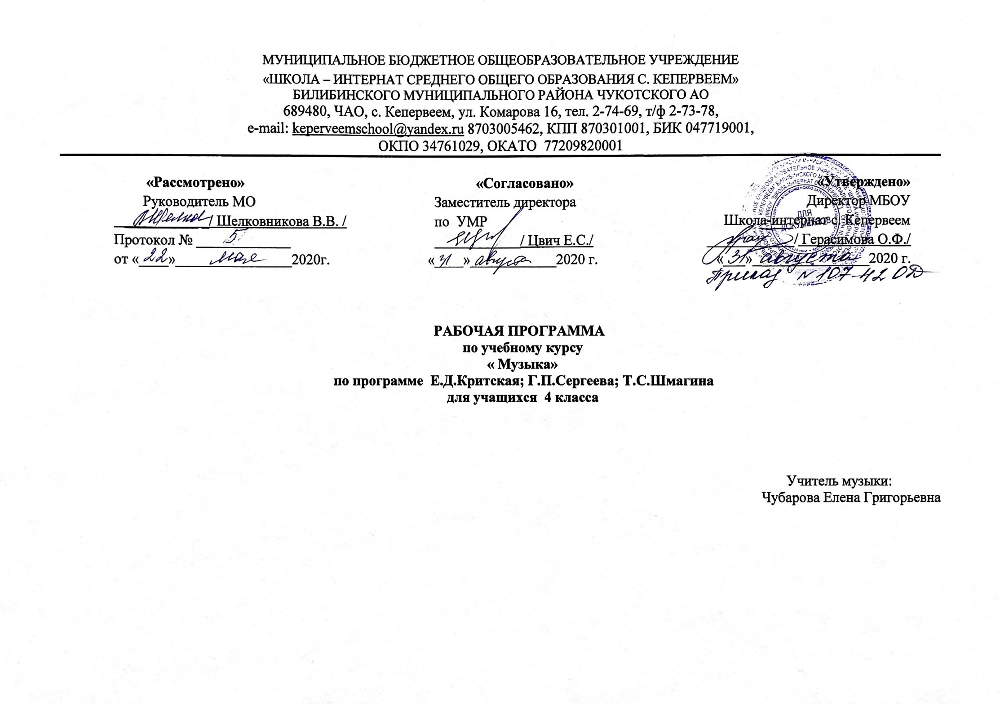 МУНИЦИПАЛЬНОЕ БЮДЖЕТНОЕ ОБЩЕОБРАЗОВАТЕЛЬНОЕ УЧРЕЖДЕНИЕ
«ШКОЛА – ИНТЕРНАТ СРЕДНЕГО ОБЩЕГО ОБРАЗОВАНИЯ С. КЕПЕРВЕЕМ»
БИЛИБИНСКОГО МУНИЦИПАЛЬНОГО РАЙОНА ЧУКОТСКОГО АО
689480, ЧАО, с. Кепервеем, ул. Комарова 16, тел. 2-74-69, т/ф 2-73-78,
e-mail: keperveemschool@yandex.ru 8703005462, КПП 870301001, БИК 047719001,
ОКПО 34761029, ОКАТО 77209820001
«Рассмотрено»
Руководитель МО
/ Шелковникова В.В. /
Протокол № 5
от «22» мая 2020г.
«Согласовано»
Заместитель директора
по УМР
/ Цвич Е.С./
«31» августа 2020 г.
«Утверждено»
Директор МБОУ
Школа-интернат с. Кепервеем
/ Герасимова О.Ф./
«31» августа 2020 г.
Приказ № 107-42 ОД
ДЛЯ
ДОКУМЕНТОВ
РАБОЧАЯ ПРОГРАММА
по учебному курсу
« Музыка»
по программе Е.Д.Критская; Г.П.Сергеева; Т.С.Шмагина
для учащихся 4 класса
Учитель музыки:
Чубарова Елена Григорьевна